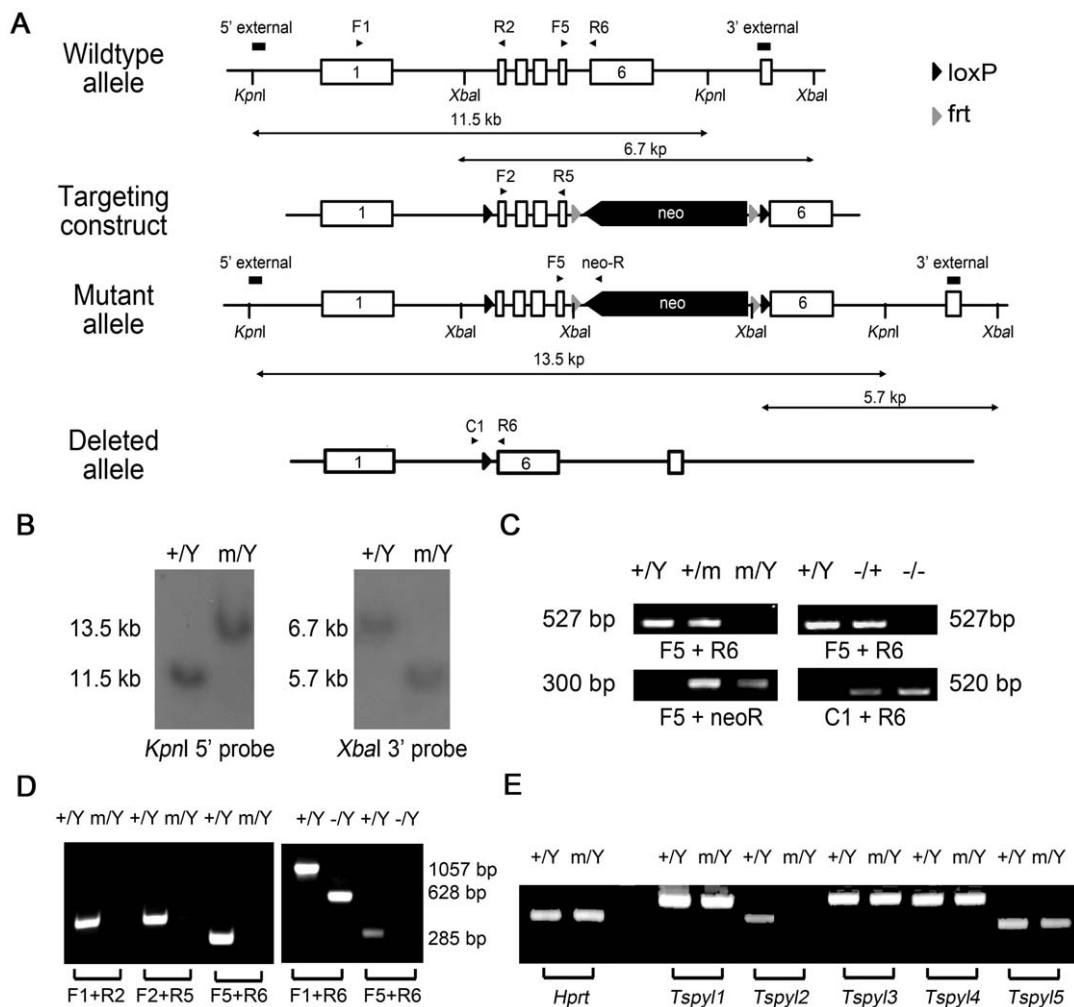 A
Wildtype allele
5' external
F1
R2
F5
R6
3' external
1
6
KpnI
XbaI
KpnI
XbaI
11.5 kb
6.7 kp
loxP
frt
Targeting construct
F2
R5
1
neo
6
Mutant allele
5' external
F5
neo-R
3' external
1
neo
6
KpnI
XbaI
XbaI
XbaI
KpnI
XbaI
13.5 kp
5.7 kp
Deleted allele
C1
R6
1
6
B
+/Y m/Y
13.5 kb
11.5 kb
KpnI 5' probe
+/Y m/Y
6.7 kb
5.7 kb
XbaI 3' probe
C
+/Y +/m m/Y
527 bp
F5 + R6
300 bp
F5 + neoR
+/Y -/+ -/-
527bp
F5 + R6
520 bp
C1 + R6
D
+/Y m/Y +/Y m/Y +/Y m/Y
F1+R2 F2+R5 F5+R6
+/Y -/Y +/Y -/Y
1057 bp
628 bp
285 bp
F1+R6 F5+R6
E
+/Y m/Y +/Y m/Y +/Y m/Y +/Y m/Y +/Y m/Y +/Y m/Y
Hprt Tspyl1 Tspyl2 Tspyl3 Tspyl4 Tspyl5